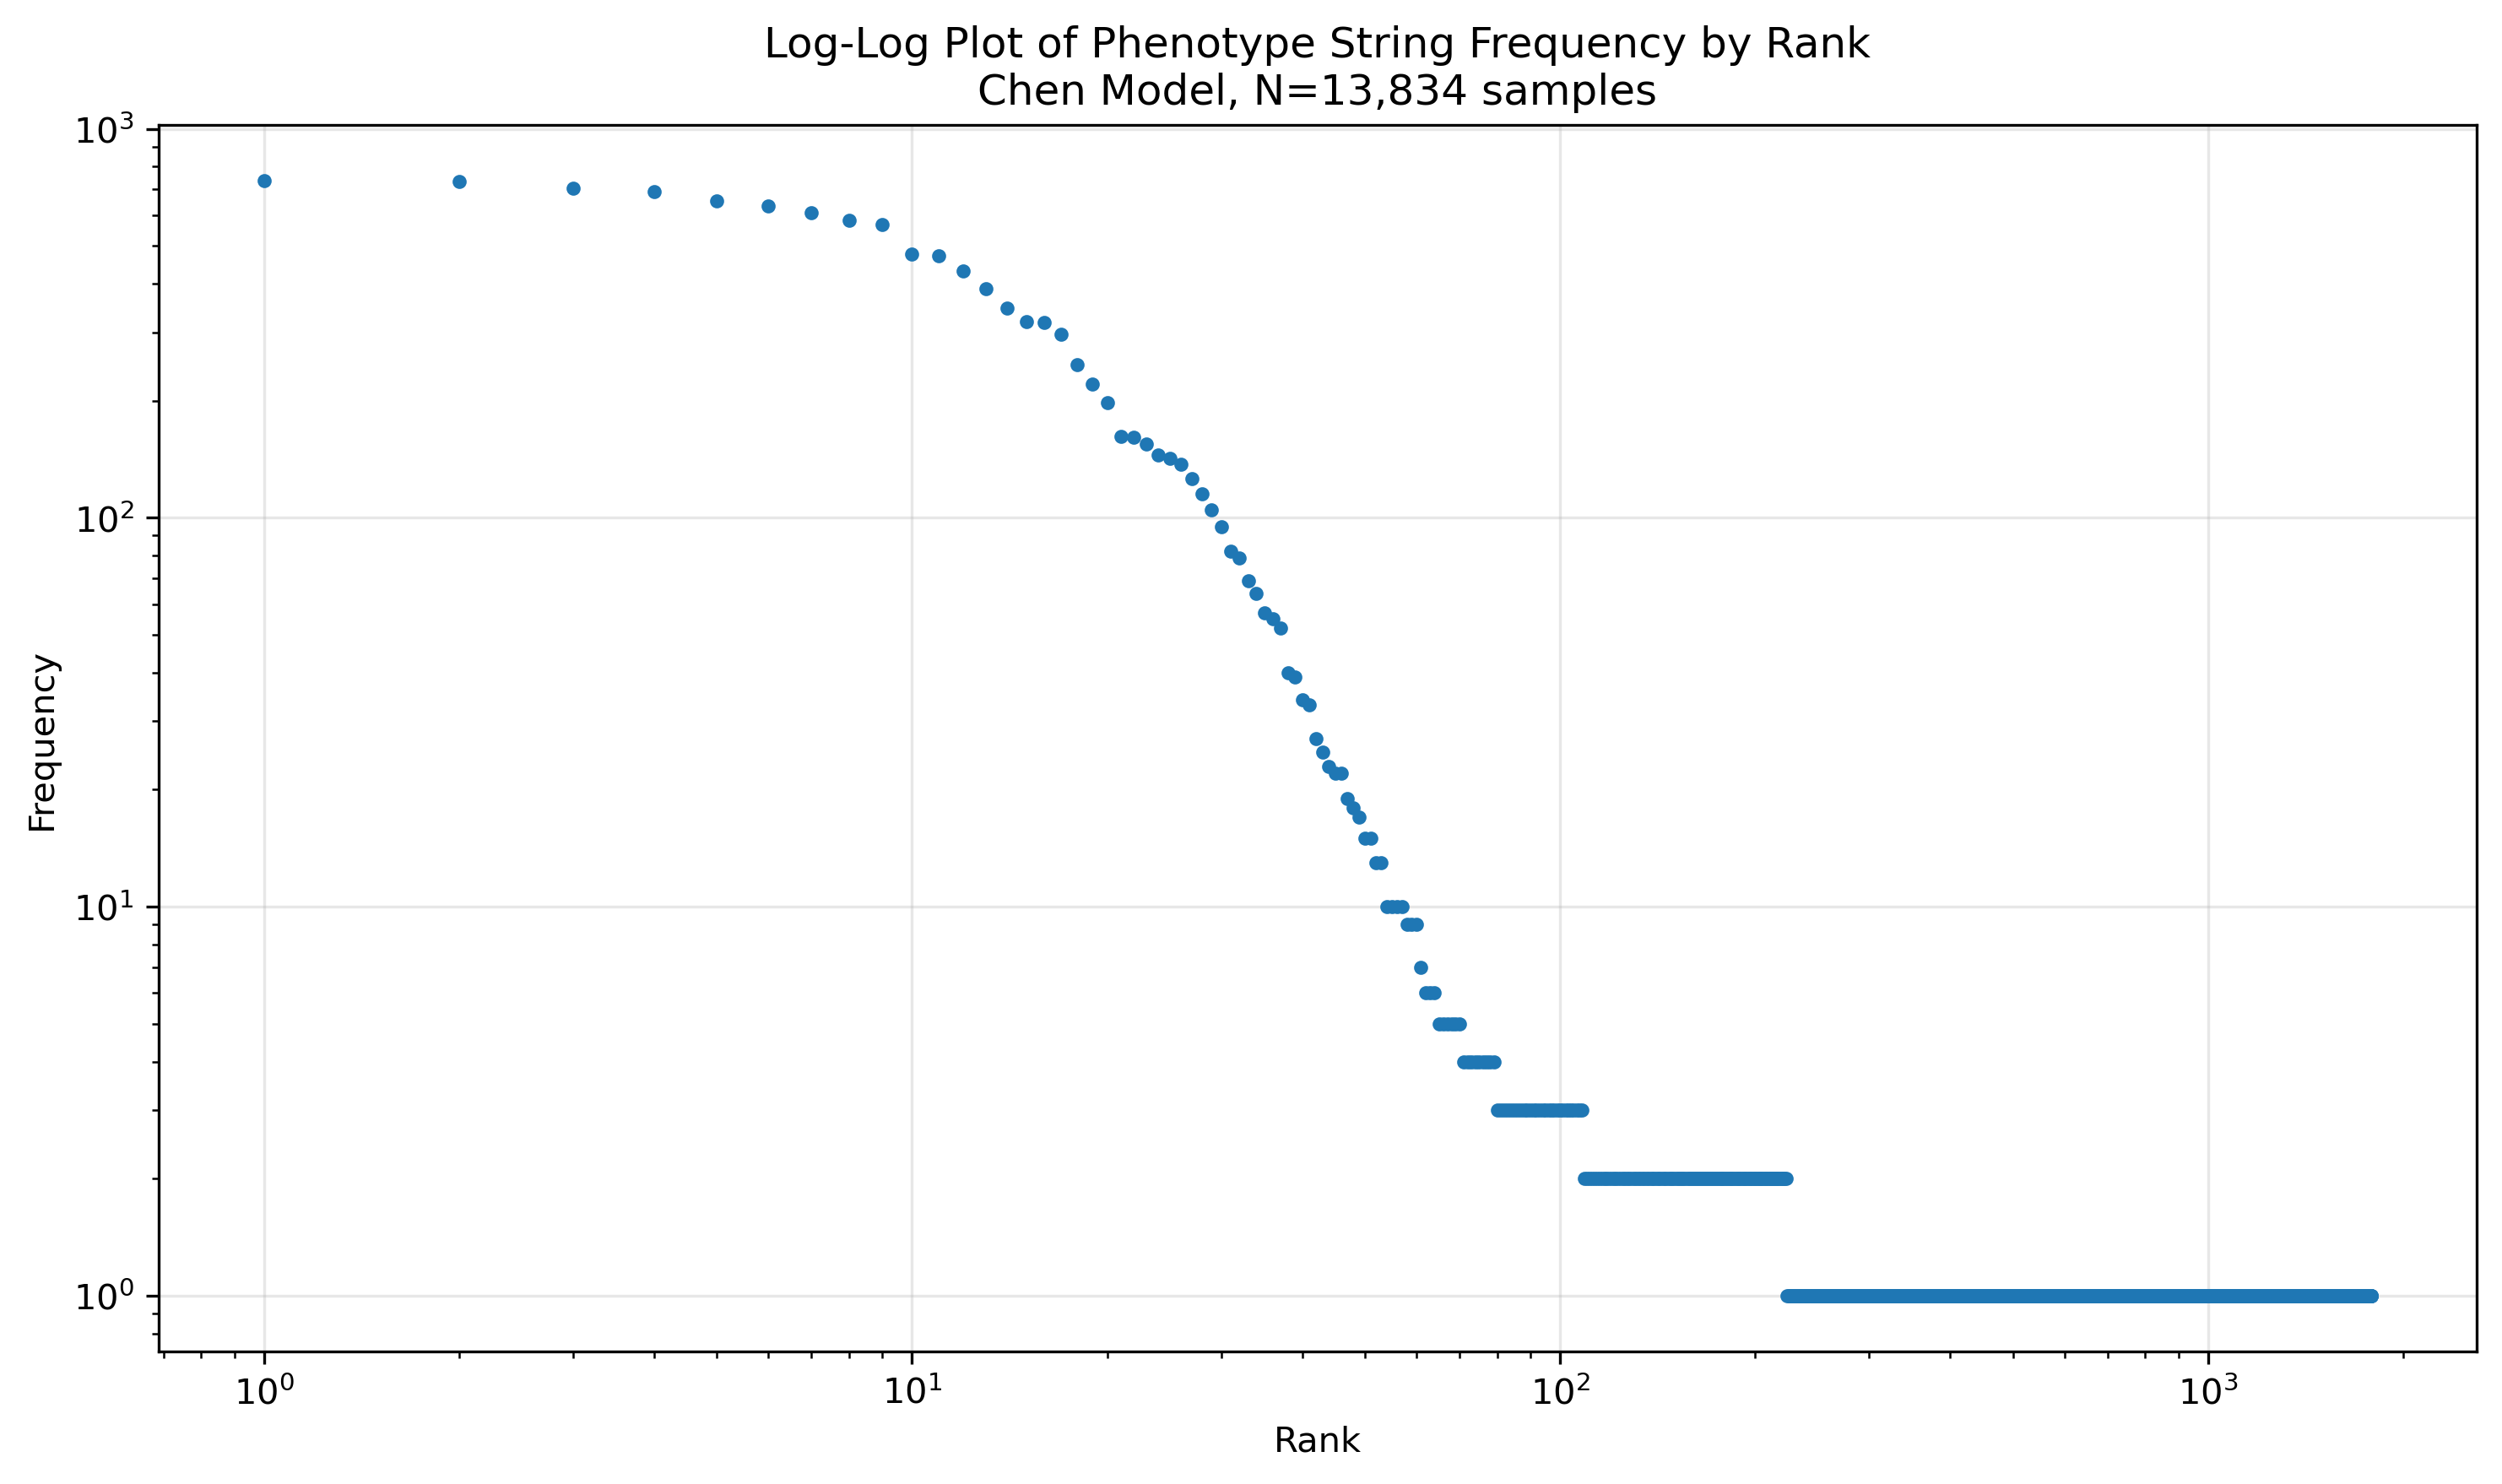 Log-Log Plot of Phenotype String Frequency by Rank
Chen Model, N=13,834 samples
10³
10²
10¹
10⁰
Frequency
10⁰
10¹
10²
10³
Rank